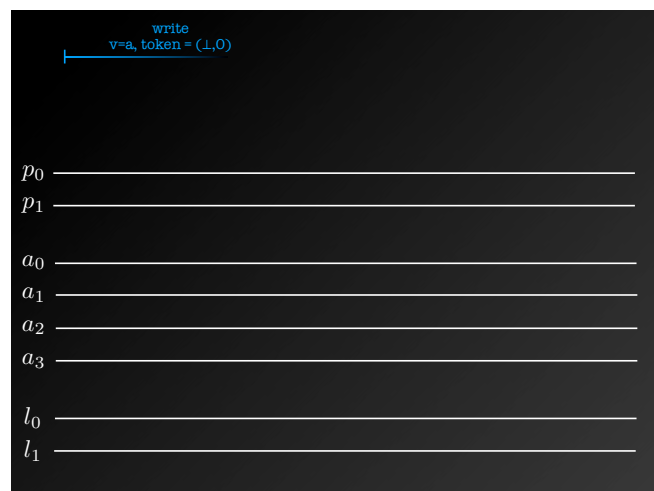 write
v=a, token = (⊥,0)
p₀
p₁
a₀
a₁
a₂
a₃
l₀
l₁